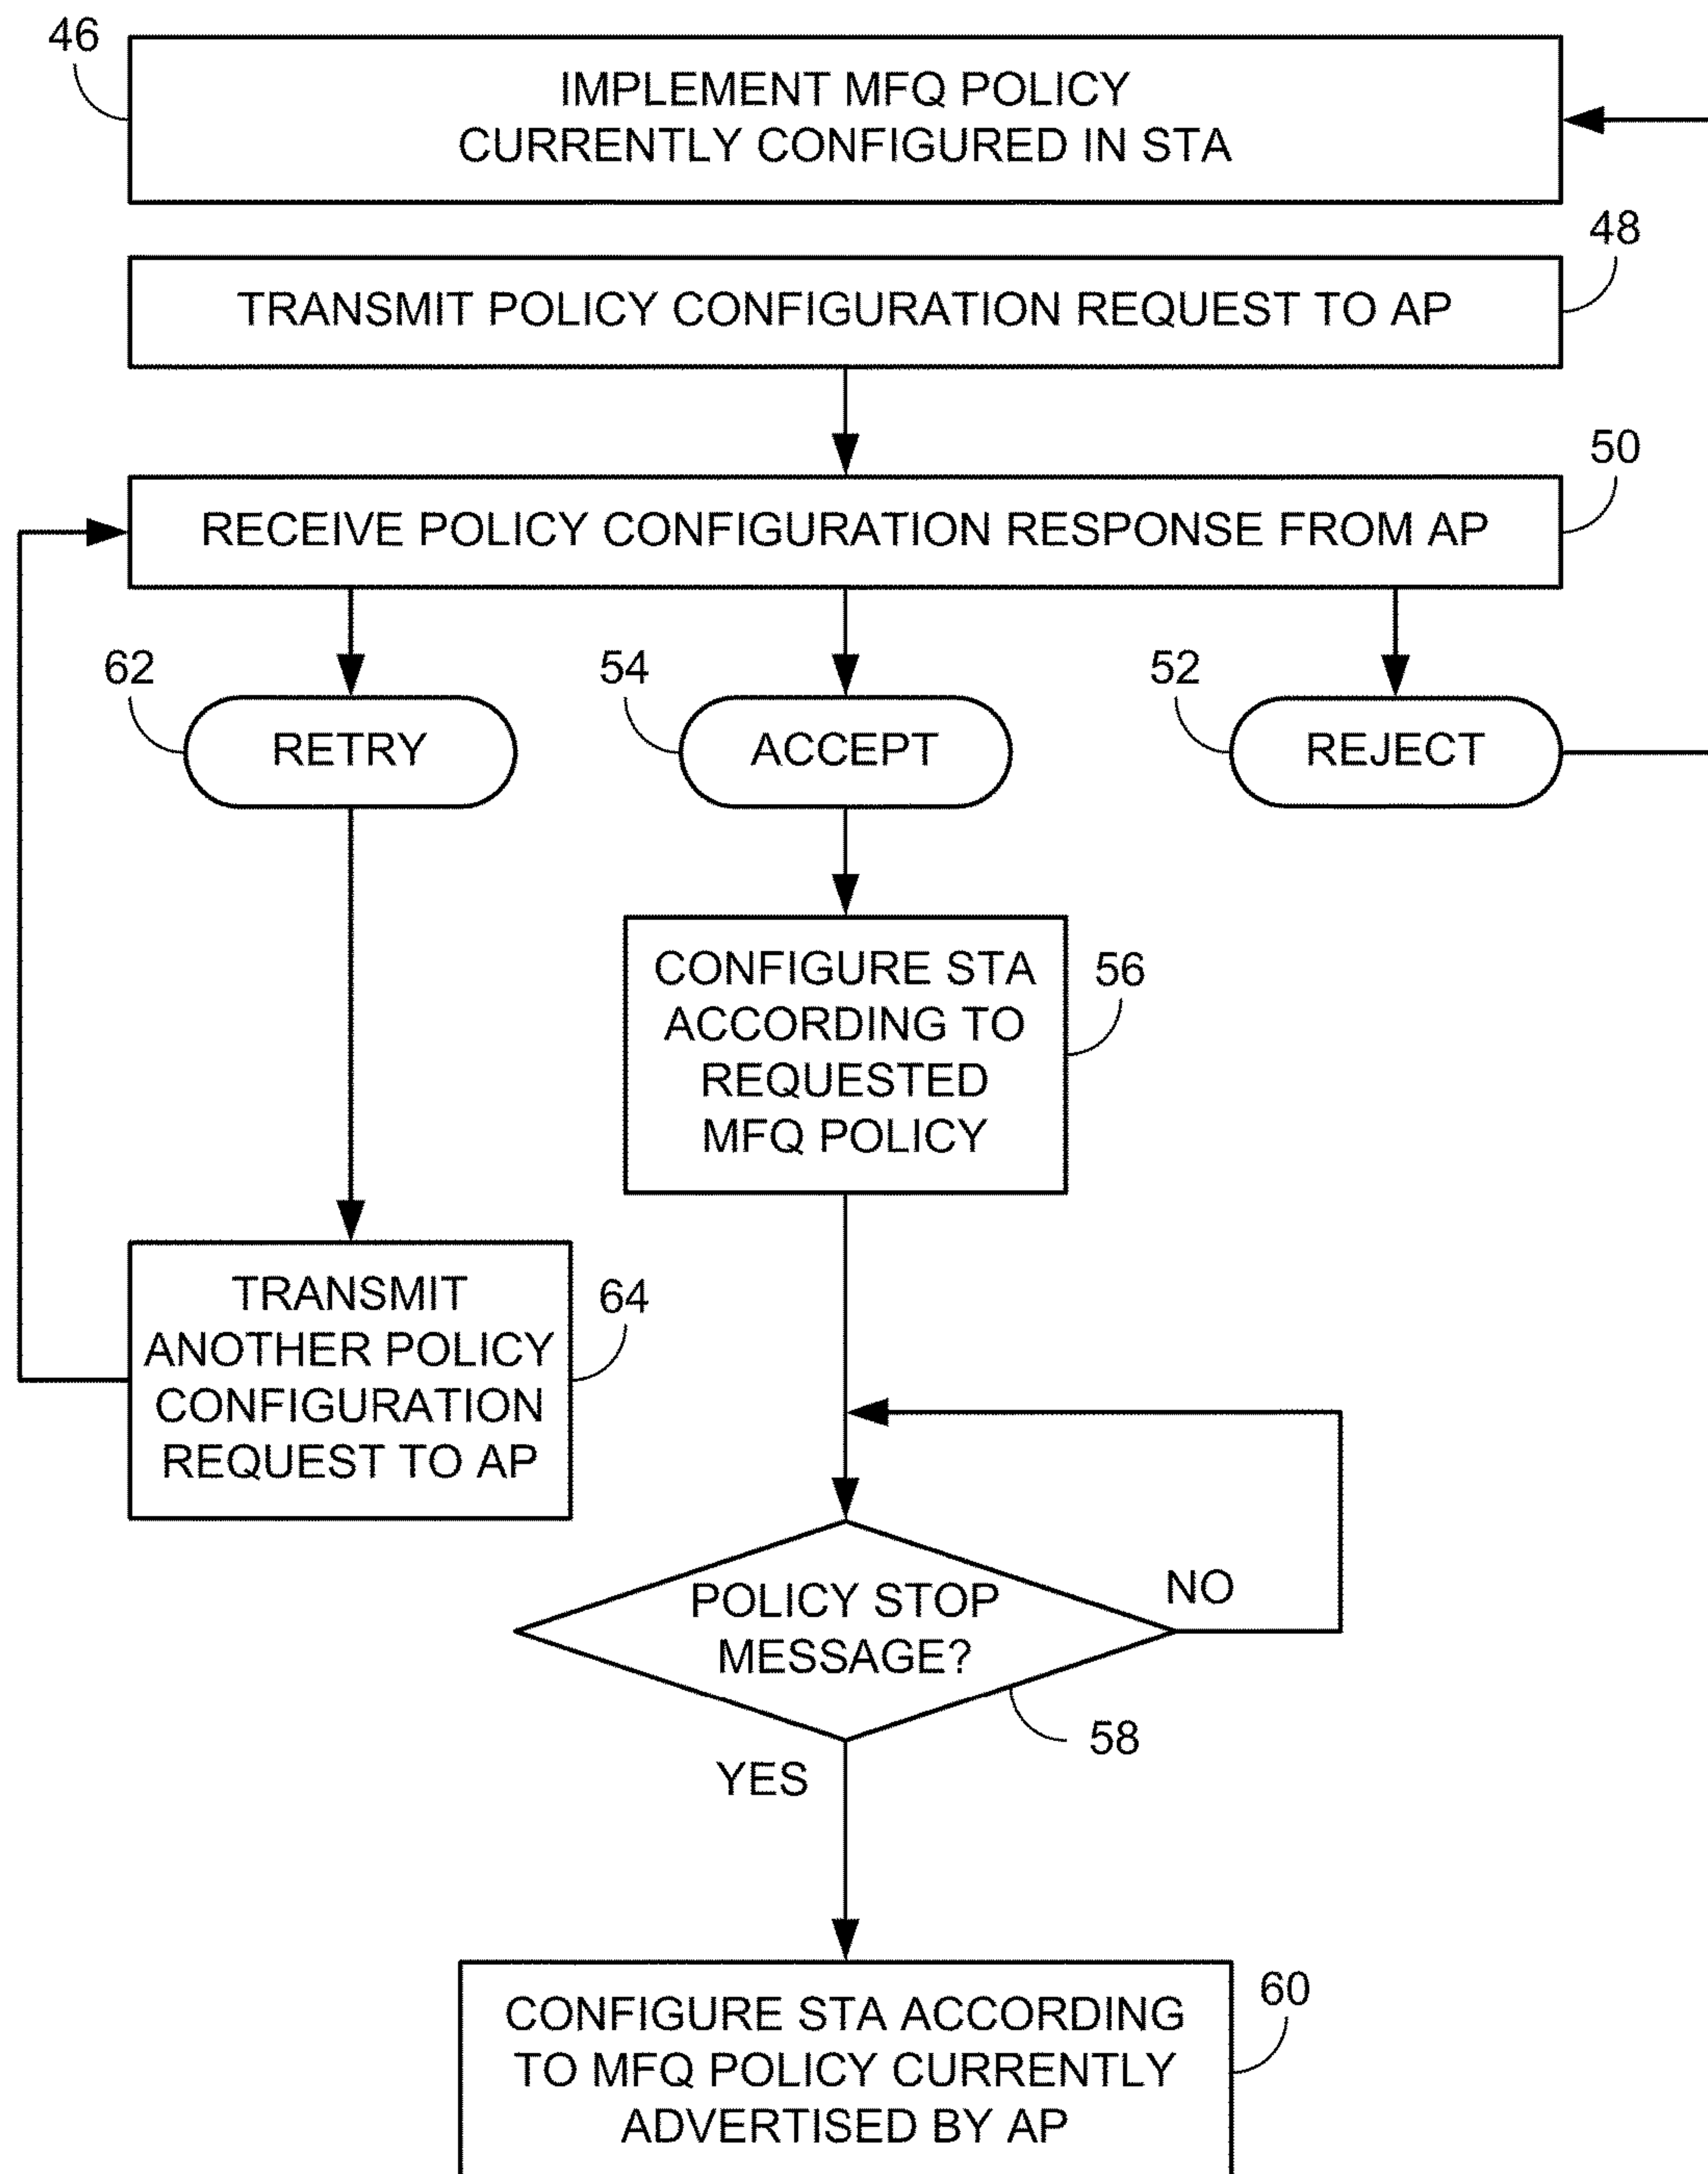 46
IMPLEMENT MFQ POLICY
CURRENTLY CONFIGURED IN STA
48
TRANSMIT POLICY CONFIGURATION REQUEST TO AP
50
RECEIVE POLICY CONFIGURATION RESPONSE FROM AP
62
RETRY
54
ACCEPT
52
REJECT
CONFIGURE STA
ACCORDING TO
REQUESTED
MFQ POLICY
56
TRANSMIT
ANOTHER POLICY
CONFIGURATION
REQUEST TO AP
64
POLICY STOP
MESSAGE?
NO
58
YES
CONFIGURE STA ACCORDING
TO MFQ POLICY CURRENTLY
ADVERTISED BY AP
60